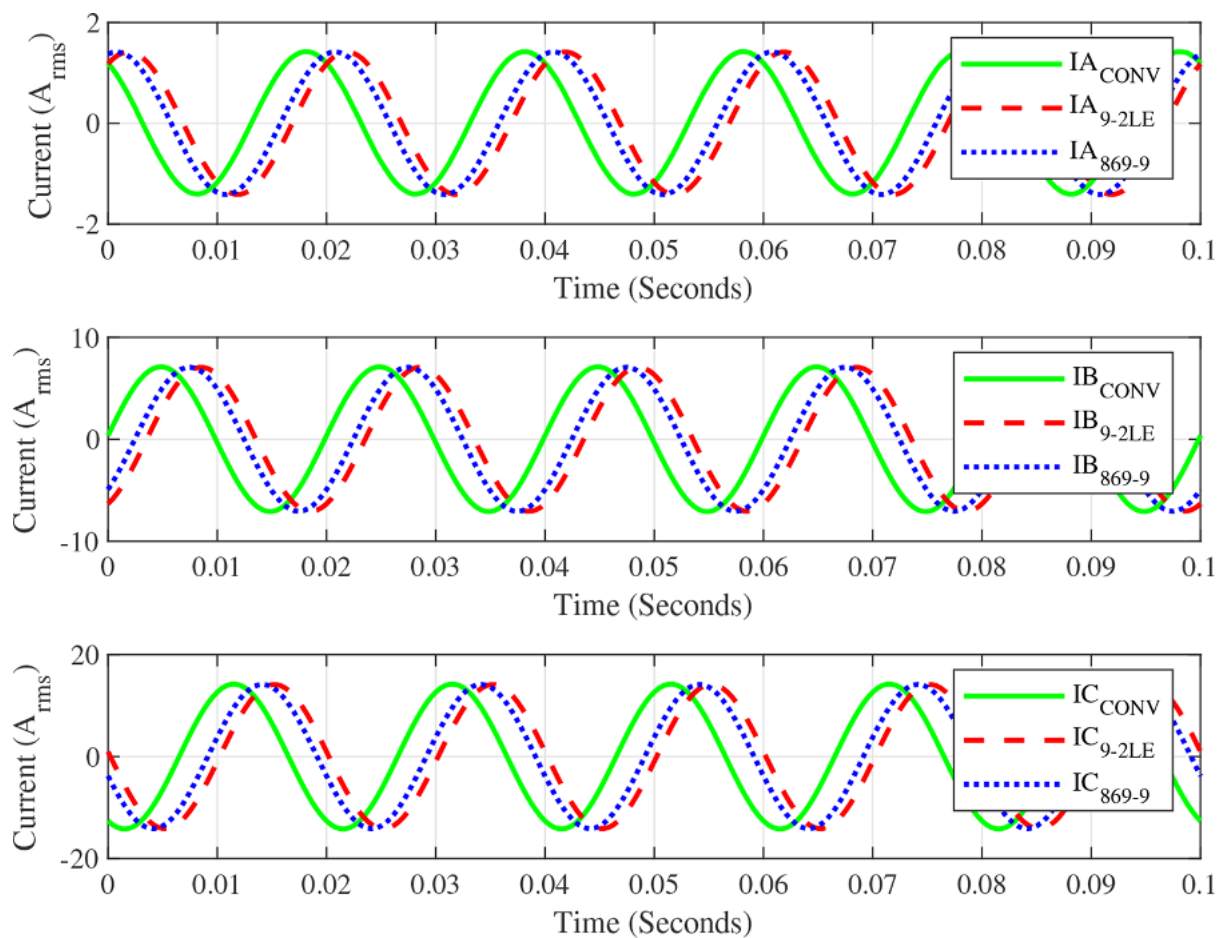 Current (A_rms)
2
0
-2
IA_CONV
IA_9-2LE
IA_869-9
0 0.01 0.02 0.03 0.04 0.05 0.06 0.07 0.08 0.09 0.1
Time (Seconds)
Current (A_rms)
10
0
-10
IB_CONV
IB_9-2LE
IB_869-9
0 0.01 0.02 0.03 0.04 0.05 0.06 0.07 0.08 0.09 0.1
Time (Seconds)
Current (A_rms)
20
0
-20
IC_CONV
IC_9-2LE
IC_869-9
0 0.01 0.02 0.03 0.04 0.05 0.06 0.07 0.08 0.09 0.1
Time (Seconds)